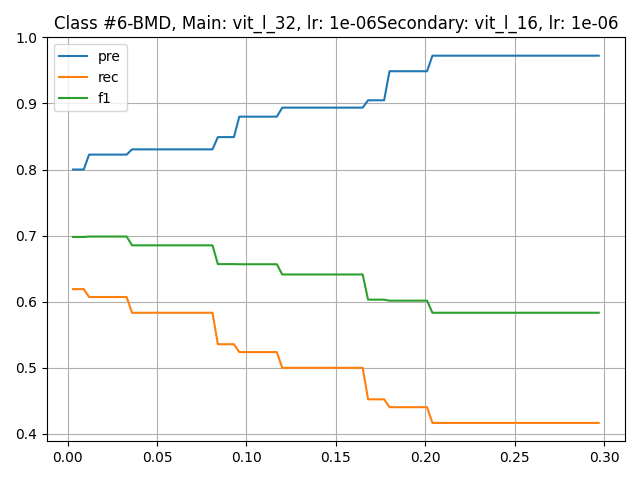 Class #6-BMD, Main: vit_l_32, lr: 1e-06Secondary: vit_l_16, lr: 1e-06
pre
rec
f1
1.0
0.9
0.8
0.7
0.6
0.5
0.4
0.00 0.05 0.10 0.15 0.20 0.25 0.30